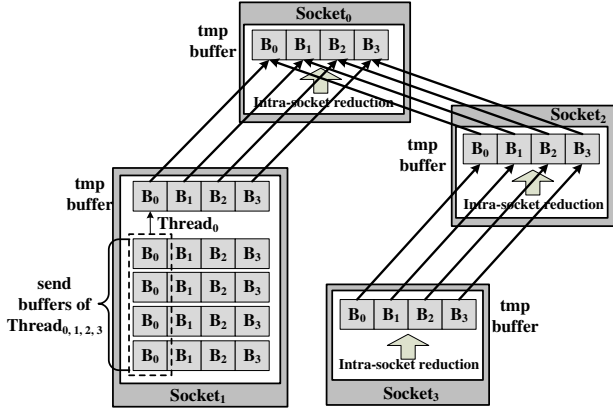 Socket₀
tmp
buffer
B₀ B₁ B₂ B₃
Intra-socket reduction
Socket₂
B₀ B₁ B₂ B₃
tmp
buffer
Intra-socket reduction
tmp
buffer
B₀ B₁ B₂ B₃
Thread₀
B₀ B₁ B₂ B₃
B₀ B₁ B₂ B₃
B₀ B₁ B₂ B₃
B₀ B₁ B₂ B₃
send
buffers of
Thread₀, ₁, ₂, ₃
Socket₁
B₀ B₁ B₂ B₃
tmp
buffer
Intra-socket reduction
Socket₃